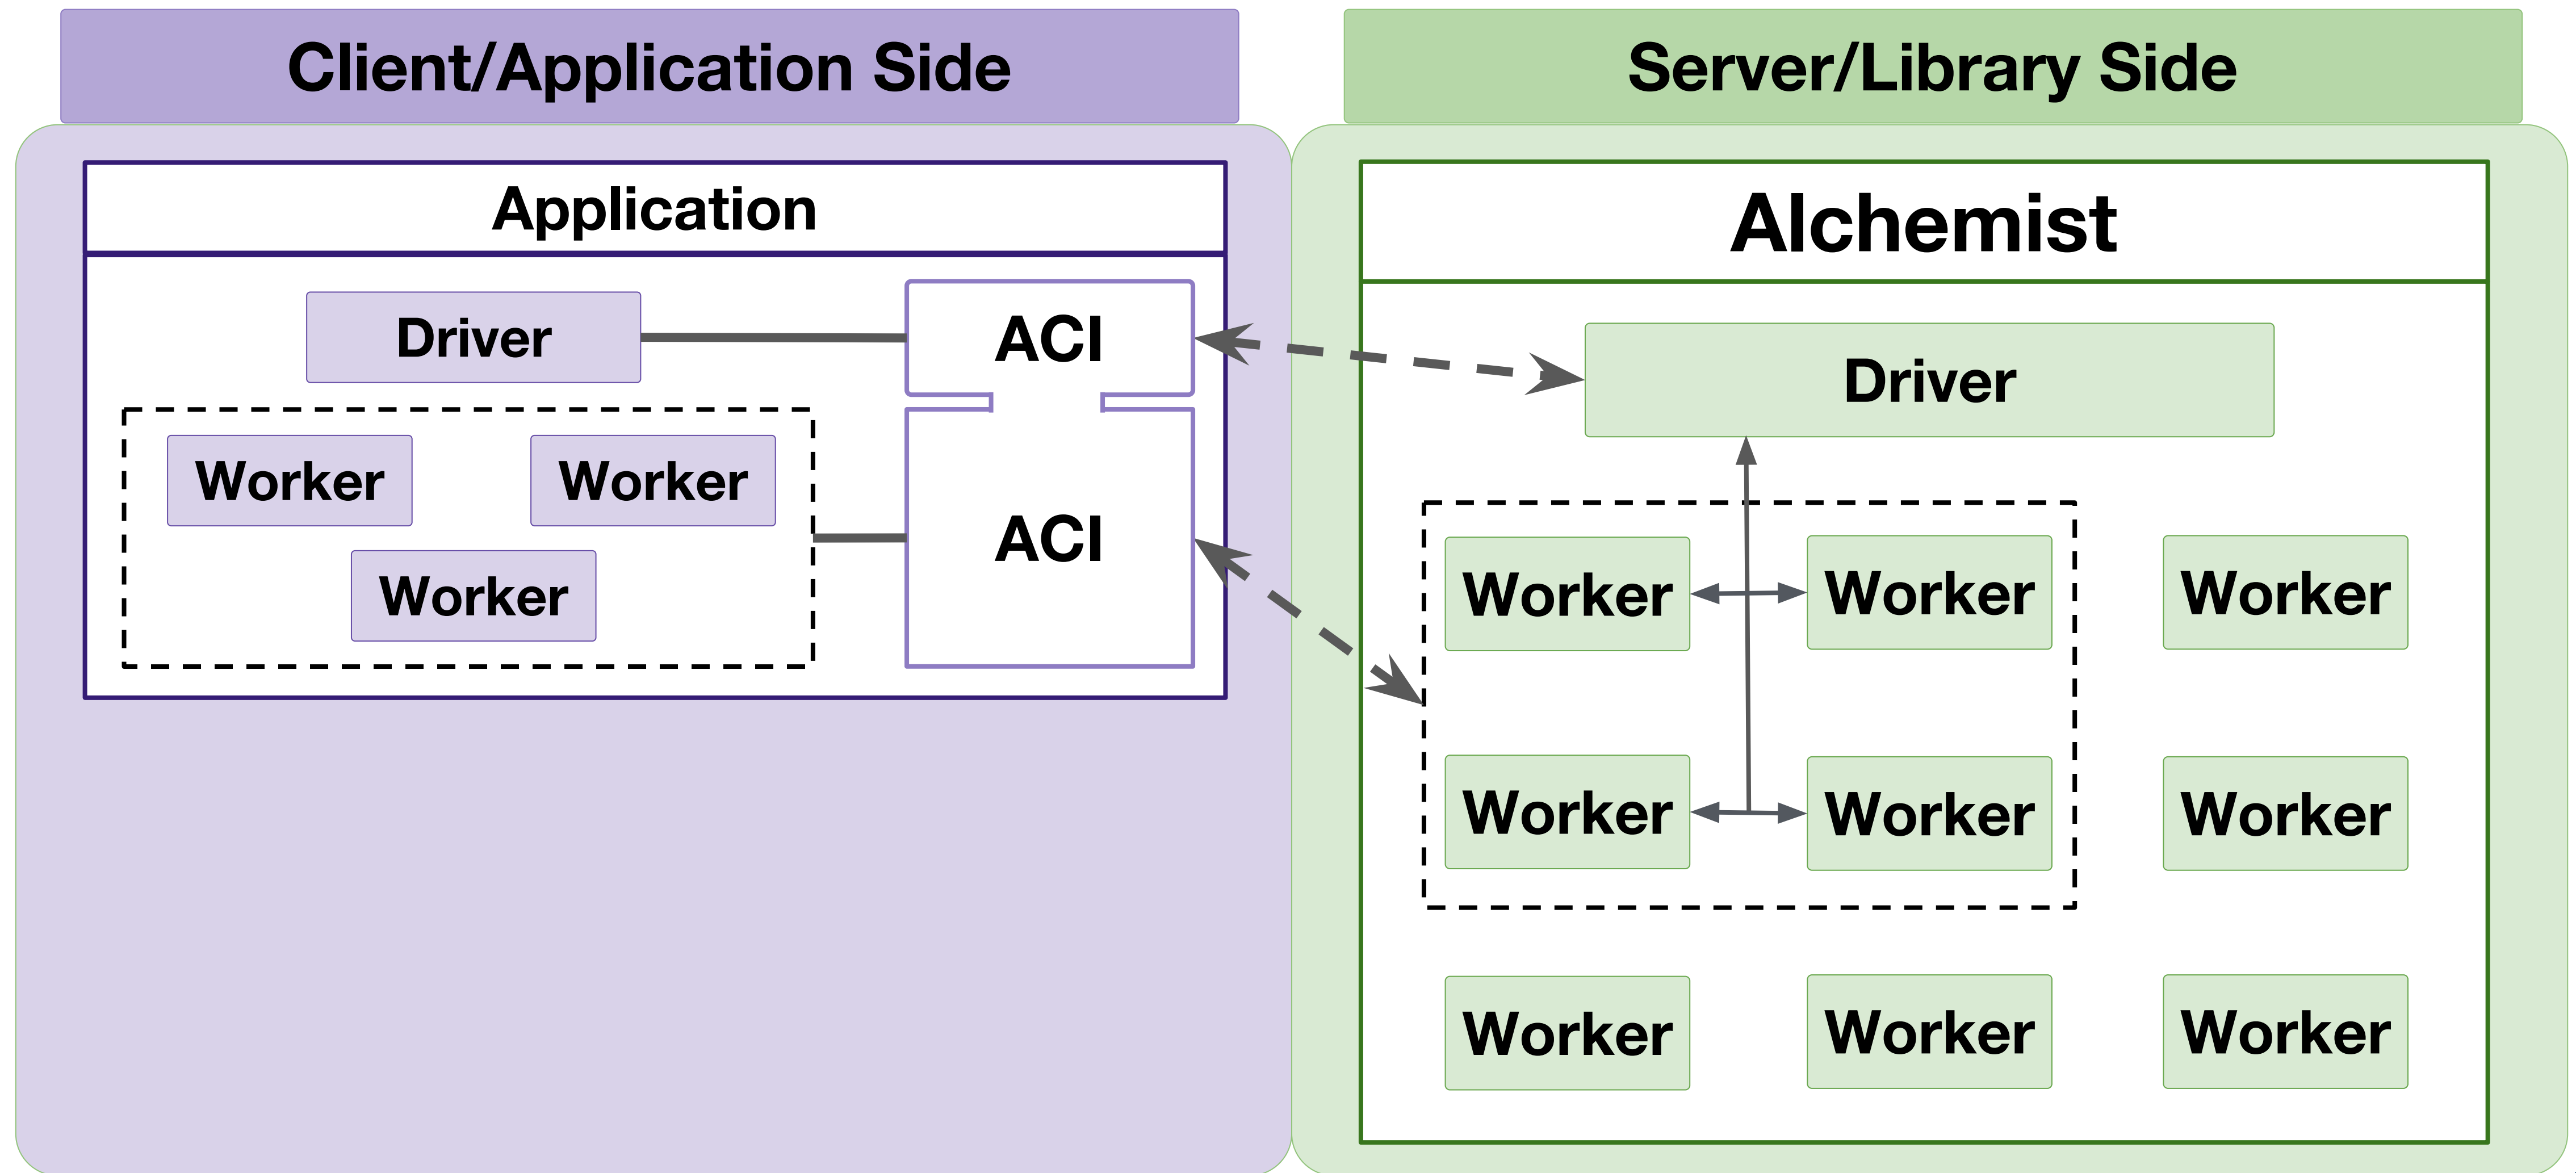 Client/Application Side
Server/Library Side
Application
Alchemist
Driver
ACI
Driver
Worker
Worker
ACI
Worker
Worker
Worker
Worker
Worker
Worker
Worker
Worker
Worker
Worker